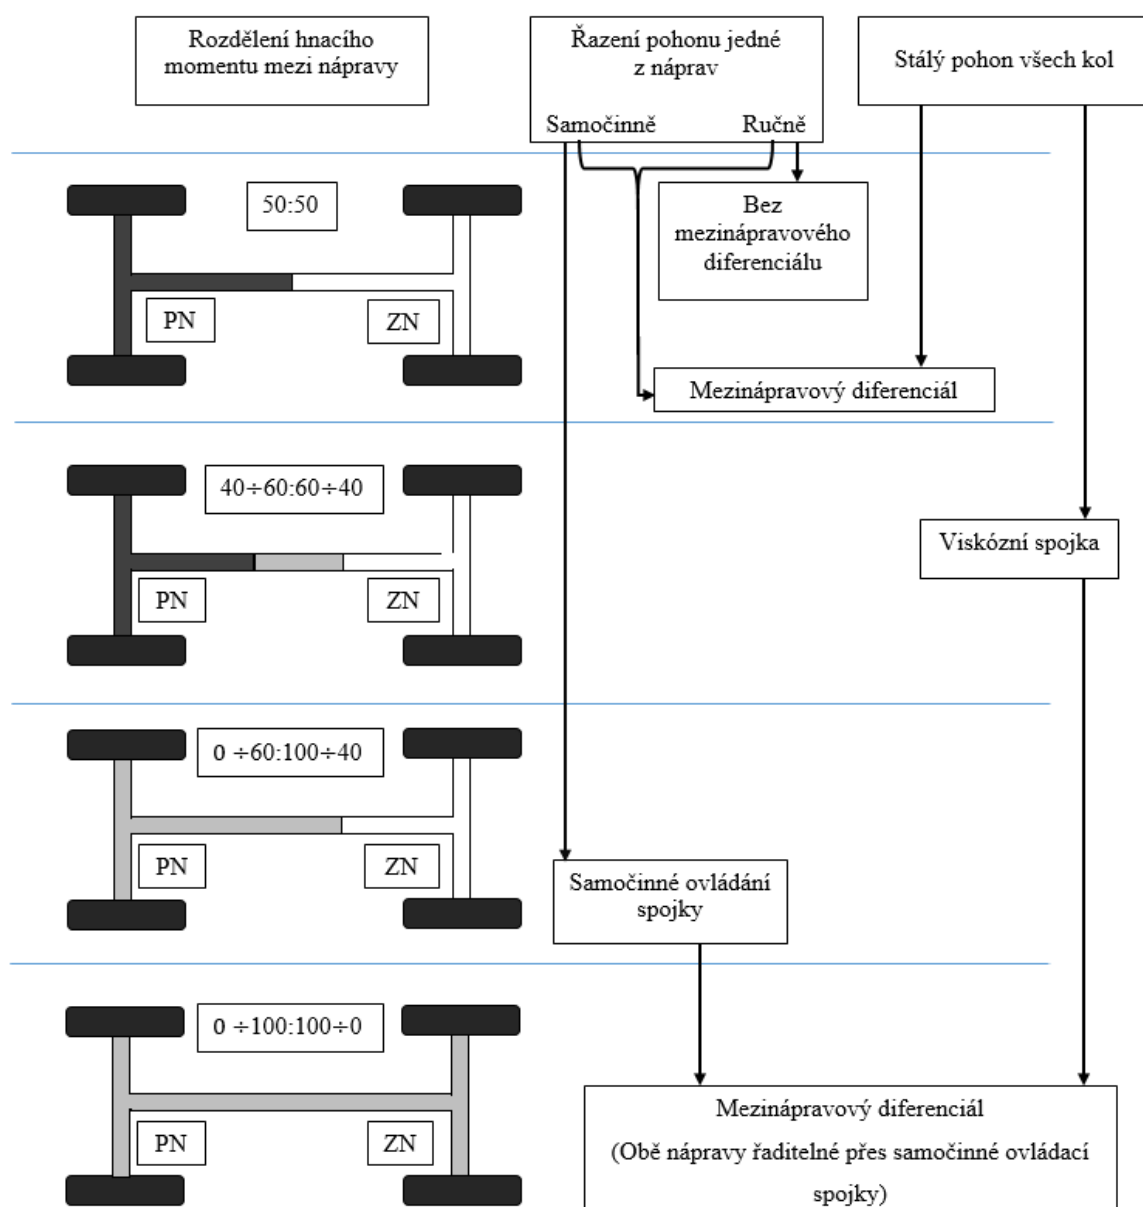 Rozdělení hnacího
momentu mezi nápravy
Řazení pohonu jedné
z náprav
Samočinně
Ručně
Stálý pohon všech kol
50:50
PN
ZN
Bez
mezinápravového
diferenciálu
Mezinápravový diferenciál
40÷60:60÷40
PN
ZN
Viskózní spojka
0 ÷60:100÷40
PN
ZN
Samočinné ovládání
spojky
0 ÷100:100÷0
PN
ZN
Mezinápravový diferenciál
(Obě nápravy řaditelné přes samočinné ovládací
spojky)